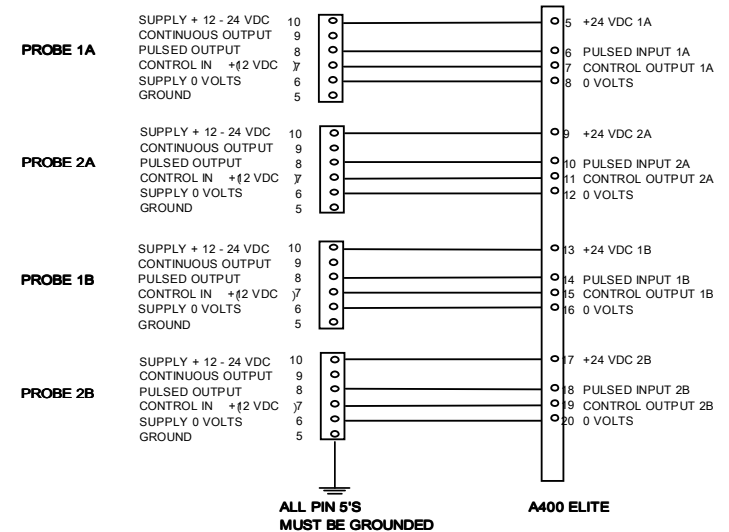 SUPPLY + 12 - 24 VDC 10 5 +24 VDC 1A
CONTINUOUS OUTPUT 9
PROBE 1A PULSED OUTPUT 8 6 PULSED INPUT 1A
CONTROL IN +(12 VDC )7 7 CONTROL OUTPUT 1A
SUPPLY 0 VOLTS 6 8 0 VOLTS
GROUND 5
SUPPLY + 12 - 24 VDC 10 9 +24 VDC 2A
CONTINUOUS OUTPUT 9
PROBE 2A PULSED OUTPUT 8 10 PULSED INPUT 2A
CONTROL IN +(12 VDC )7 11 CONTROL OUTPUT 2A
SUPPLY 0 VOLTS 6 12 0 VOLTS
GROUND 5
SUPPLY + 12 - 24 VDC 10 13 +24 VDC 1B
CONTINUOUS OUTPUT 9
PROBE 1B PULSED OUTPUT 8 14 PULSED INPUT 1B
CONTROL IN +(12 VDC )7 15 CONTROL OUTPUT 1B
SUPPLY 0 VOLTS 6 16 0 VOLTS
GROUND 5
SUPPLY + 12 - 24 VDC 10 17 +24 VDC 2B
CONTINUOUS OUTPUT 9
PROBE 2B PULSED OUTPUT 8 18 PULSED INPUT 2B
CONTROL IN +(12 VDC )7 19 CONTROL OUTPUT 2B
SUPPLY 0 VOLTS 6 20 0 VOLTS
GROUND 5
ALL PIN 5'S A400 ELITE
MUST BE GROUNDED